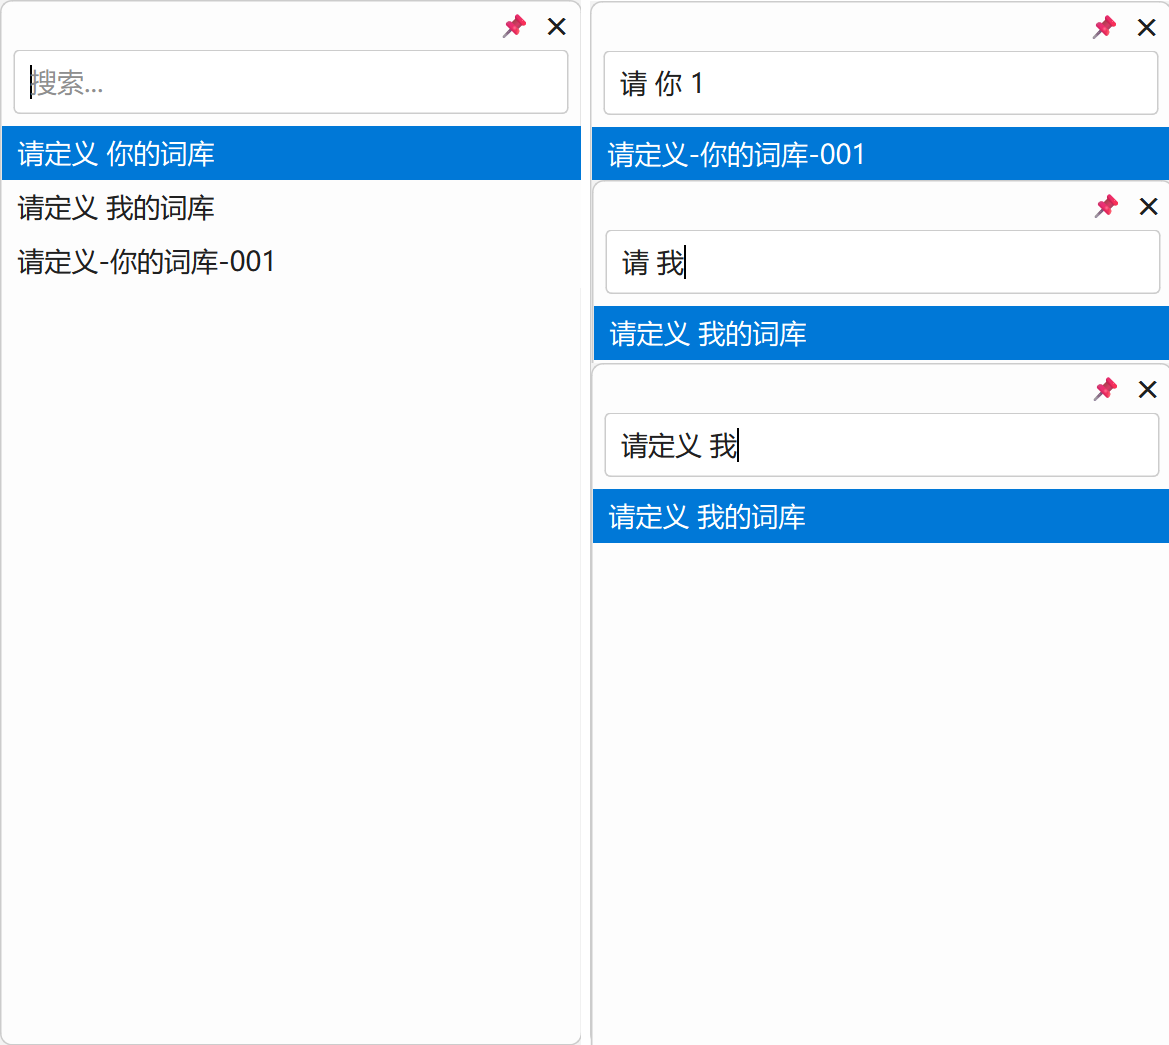 搜索...
请定义 你的词库
请定义 我的词库
请定义-你的词库-001
请 你 1
请定义-你的词库-001
请 我
请定义 我的词库
请定义 我
请定义 我的词库